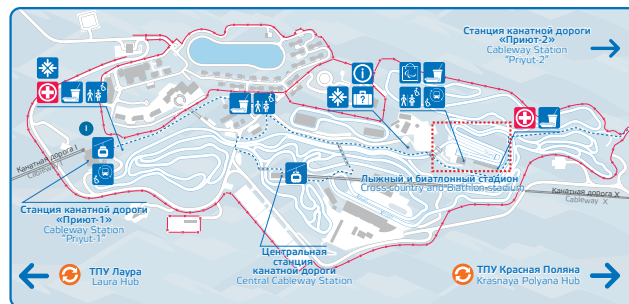 Станция канатной дороги
«Приют-2»
Cableway Station
"Priyut-2"
i
?
I
Канатная дорога I
Cableway I
Лыжный и биатлонный стадион
Cross-country and Biathlon stadium
Канатная дорога X
Cableway X
Станция канатной дороги
«Приют-1»
Cableway Station
"Priyut-1"
Центральная
станция
канатной дороги
Central Cableway Station
ТПУ Лаура
Laura Hub
ТПУ Красная Поляна
Krasnaya Polyana Hub